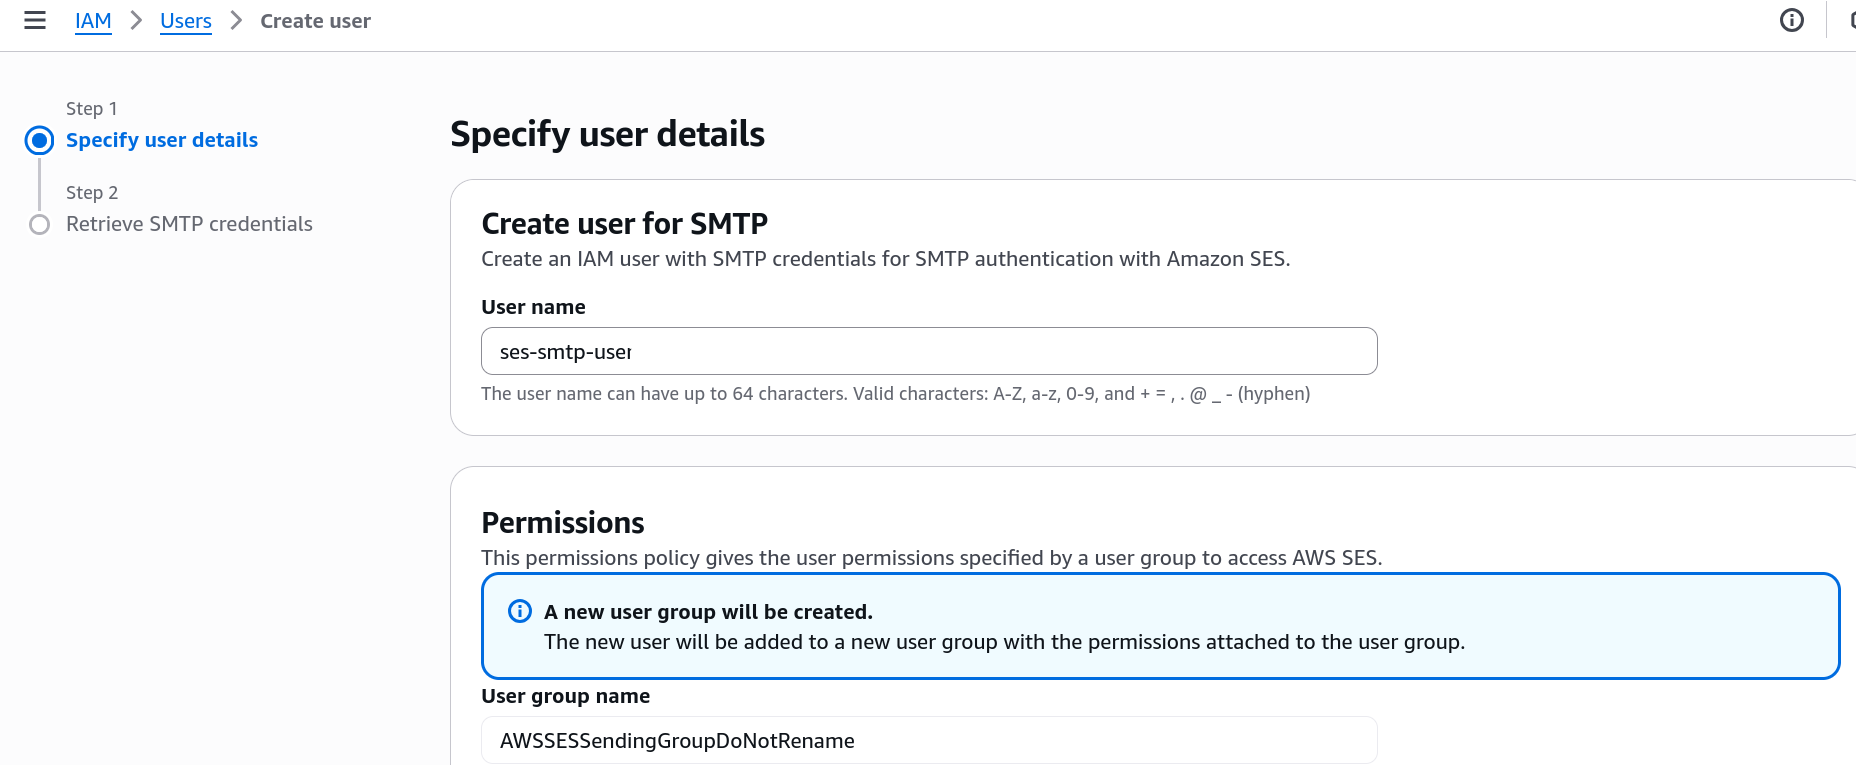 IAM > Users > Create user
Step 1
Specify user details
Step 2
Retrieve SMTP credentials
Specify user details
Create user for SMTP
Create an IAM user with SMTP credentials for SMTP authentication with Amazon SES.
User name
ses-smtp-user
The user name can have up to 64 characters. Valid characters: A-Z, a-z, 0-9, and + = , . @ _ - (hyphen)
Permissions
This permissions policy gives the user permissions specified by a user group to access AWS SES.
A new user group will be created.
The new user will be added to a new user group with the permissions attached to the user group.
User group name
AWSSESSendingGroupDoNotRename